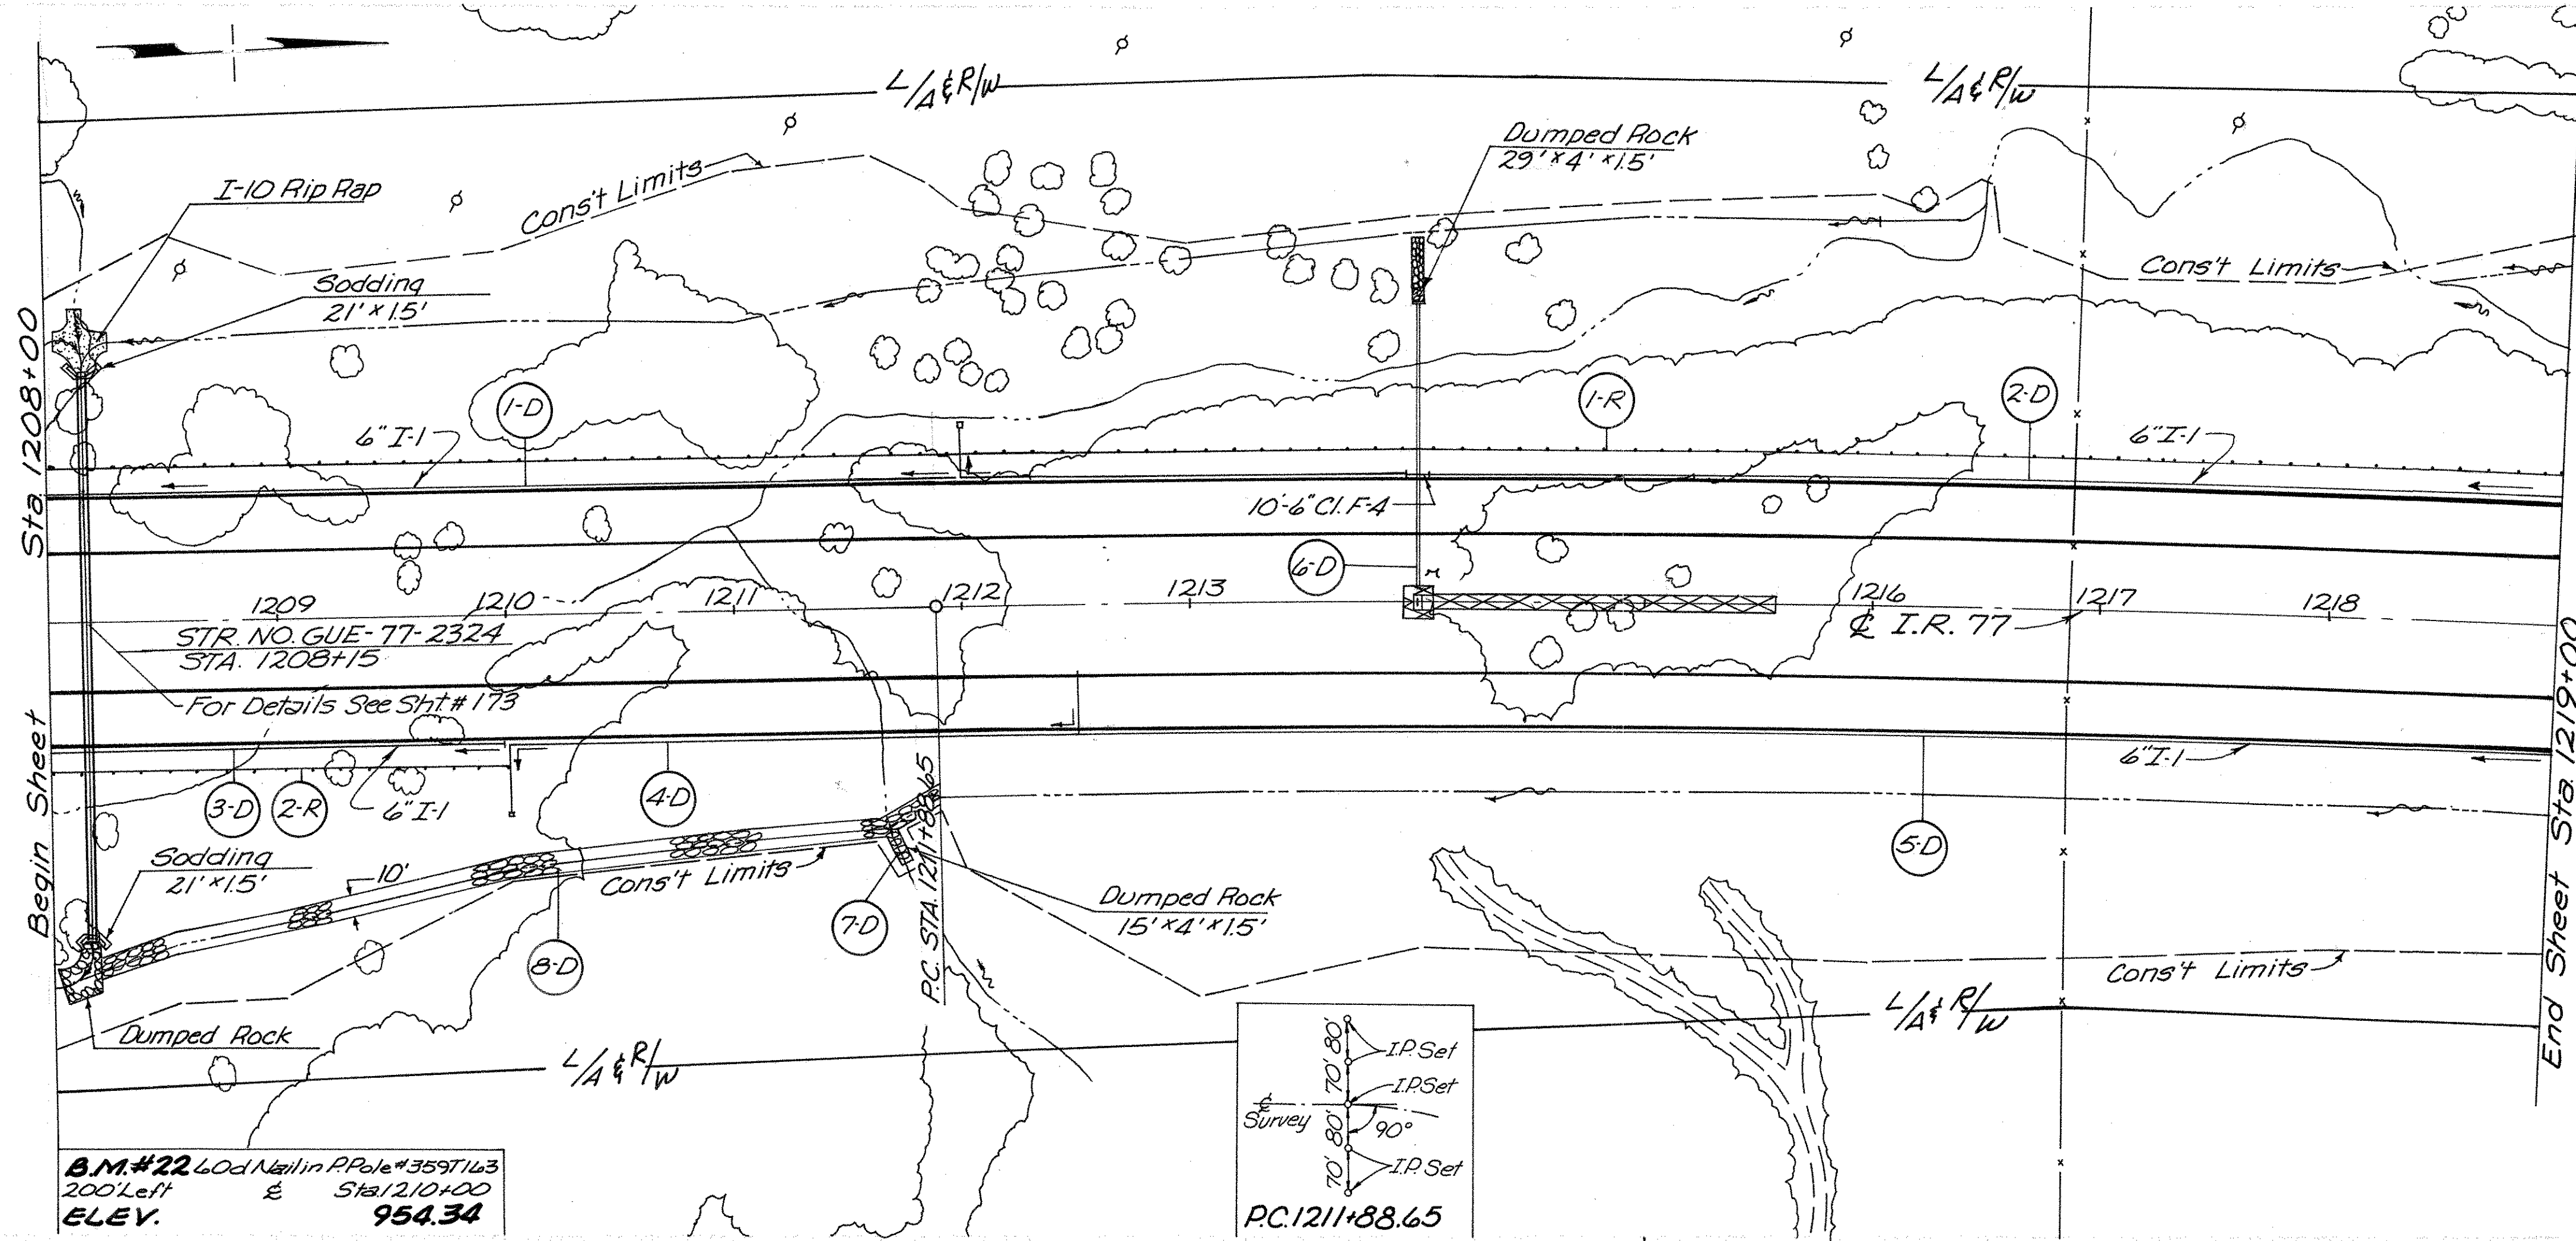 L/A & R/W
L/A & R/W
Dumped Rock
29' x 4' x 1.5'
I-10 Rip Rap
Cons't Limits
Cons't Limits
Sodding
21' x 1.5'
Sta. 1208+00
Begin Sheet
1-D
1-R
2-D
6" I-1
6" I-1
10'-6" Cl. F-4
6-D
1209
1210
1211
1212
1213
1216
1217
1218
STR. NO. GUE-77-2324
STA. 1208+15
℄ I.R. 77
For Details See Sht. # 173
6" I-1
3-D
2-R
6" I-1
4-D
5-D
P.C. STA. 1211+88.65
End Sheet Sta. 1219+00
Sodding
21' x 1.5'
10'
Cons't Limits
Dumped Rock
15' x 4' x 1.5'
7-D
8-D
Cons't Limits
Dumped Rock
L/A & R/W
L/A & R/W
80'
70'
80'
70'
I.P. Set
I.P. Set
I.P. Set
℄
Survey
90°
P.C. 1211+88.65
B.M. #22 60d Nail in P. Pole #359T163
200' Left ℄ Sta. 1210+00
ELEV. 954.34